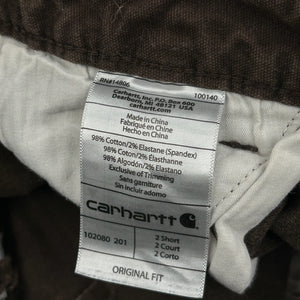 RN#14806 100140
Carhartt, Inc. P.O. Box 600
Dearborn, MI 48121 USA
carhartt.com
Made in China
Fabriqué en Chine
Hecho en China
98% Cotton/2% Elastane (Spandex)
98% Coton/2% Élasthanne
98% Algodón/2% Elastano
Exclusive of Trimming
Sans garniture
Sin incluir adorno
carhartt
102080 201
2 Short
2 Court
2 Corto
ORIGINAL FIT